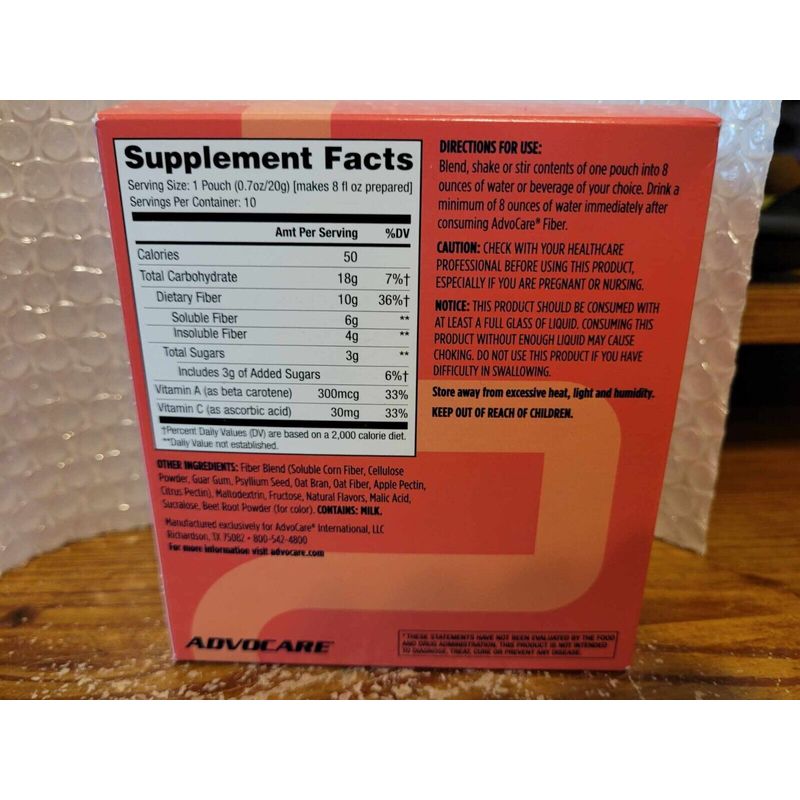 Supplement Facts
Serving Size: 1 Pouch (0.7oz/20g) [makes 8 fl oz prepared]
Servings Per Container: 10
Amt Per Serving %DV
Calories 50
Total Carbohydrate 18g 7%†
Dietary Fiber 10g 36%†
Soluble Fiber 6g **
Insoluble Fiber 4g **
Total Sugars 3g **
Includes 3g of Added Sugars 6%†
Vitamin A (as beta carotene) 300mcg 33%
Vitamin C (as ascorbic acid) 30mg 33%
†Percent Daily Values (DV) are based on a 2,000 calorie diet.
**Daily Value not established.
OTHER INGREDIENTS: Fiber Blend (Soluble Corn Fiber, Cellulose
Powder, Guar Gum, Psyllium Seed, Oat Bran, Oat Fiber, Apple Pectin,
Citrus Pectin), Maltodextrin, Fructose, Natural Flavors, Malic Acid,
Sucralose, Beet Root Powder (for color). CONTAINS: MILK.
Manufactured exclusively for AdvoCare® International, LLC
Richardson, TX 75082 • 800-542-4800
For more information visit advocare.com
ADVOCARE®
DIRECTIONS FOR USE:
Blend, shake or stir contents of one pouch into 8
ounces of water or beverage of your choice. Drink a
minimum of 8 ounces of water immediately after
consuming AdvoCare® Fiber.
CAUTION: CHECK WITH YOUR HEALTHCARE
PROFESSIONAL BEFORE USING THIS PRODUCT,
ESPECIALLY IF YOU ARE PREGNANT OR NURSING.
NOTICE: THIS PRODUCT SHOULD BE CONSUMED WITH
AT LEAST A FULL GLASS OF LIQUID. CONSUMING THIS
PRODUCT WITHOUT ENOUGH LIQUID MAY CAUSE
CHOKING. DO NOT USE THIS PRODUCT IF YOU HAVE
DIFFICULTY IN SWALLOWING.
Store away from excessive heat, light and humidity.
KEEP OUT OF REACH OF CHILDREN.
*THESE STATEMENTS HAVE NOT BEEN EVALUATED BY THE FOOD
AND DRUG ADMINISTRATION. THIS PRODUCT IS NOT INTENDED
TO DIAGNOSE, TREAT, CURE OR PREVENT ANY DISEASE.